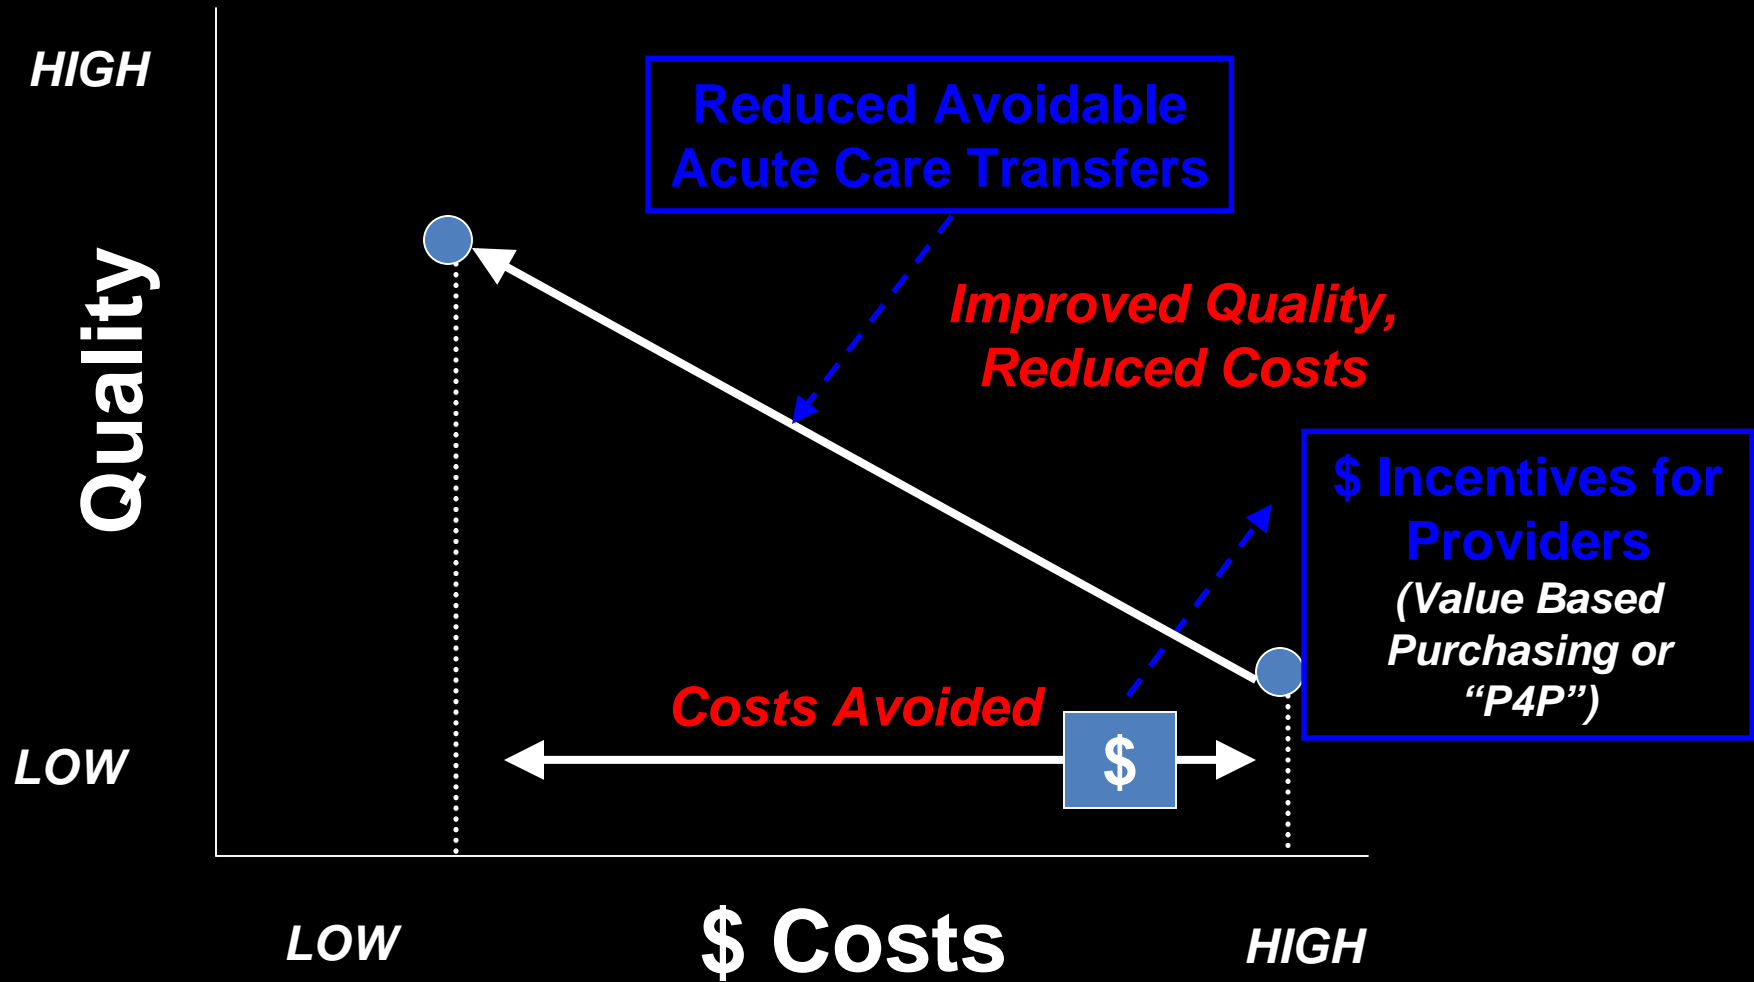 HIGH
Reduced Avoidable
Acute Care Transfers
Quality
Improved Quality,
Reduced Costs
$ Incentives for
Providers
(Value Based
Purchasing or
“P4P”)
Costs Avoided
$
LOW
LOW
$ Costs
HIGH